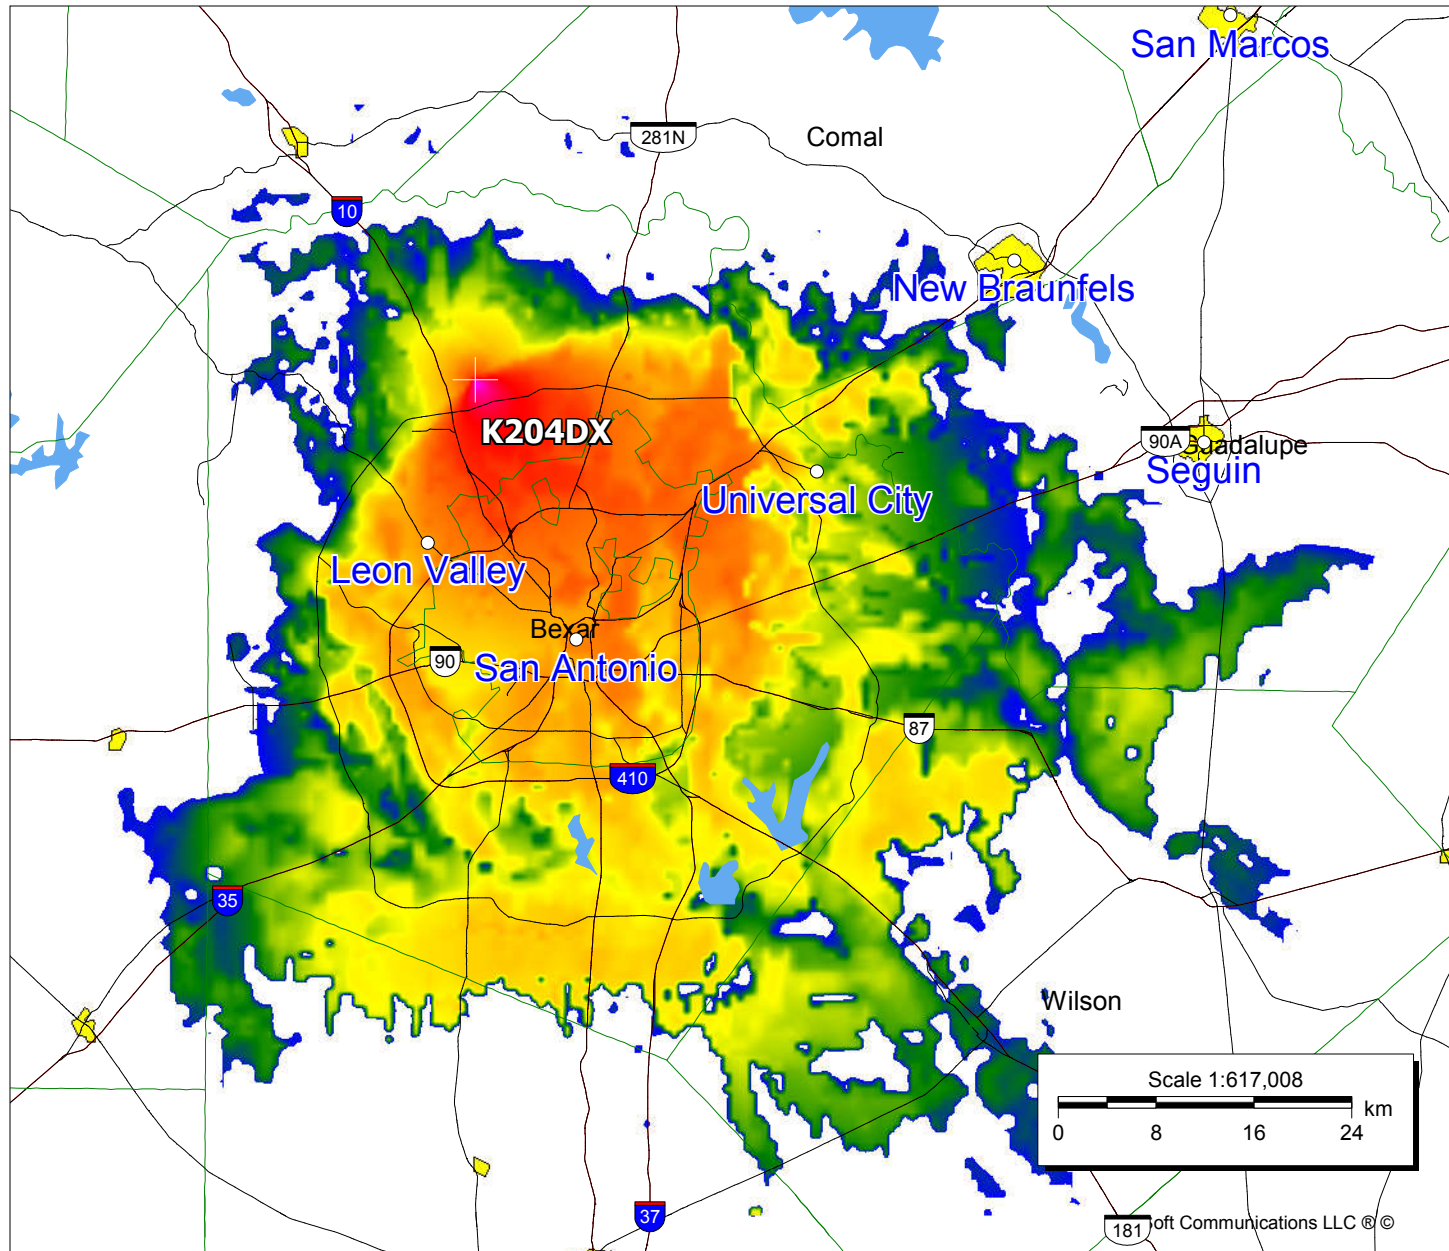 San Marcos
281N
Comal
10
New Braunfels
K204DX
90A
Guadalupe
Seguin
Universal City
Leon Valley
Bexar
90
San Antonio
87
410
35
Wilson
Scale 1:617,008
km
0 8 16 24
37
181
oft Communications LLC ® ©